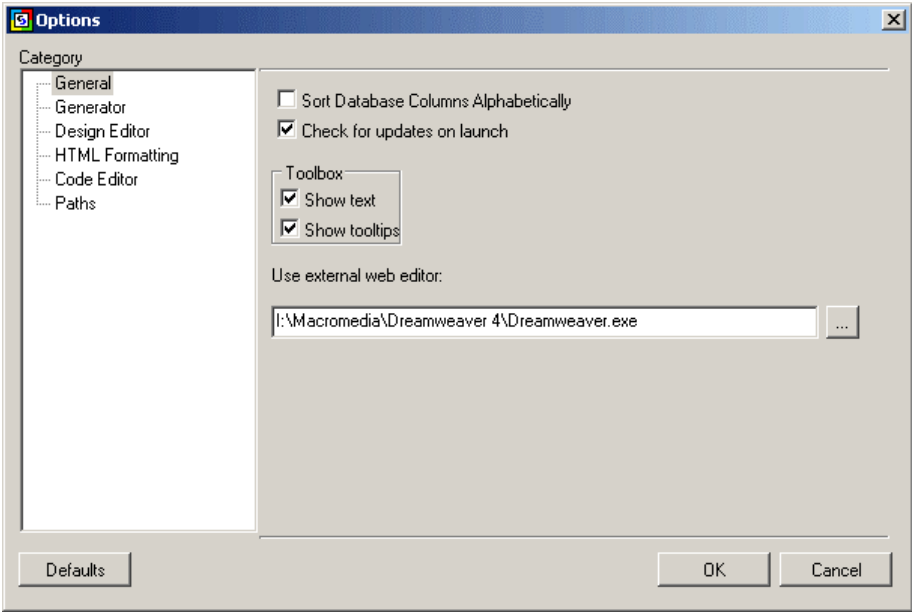 Options
Category
General
Generator
Design Editor
HTML Formatting
Code Editor
Paths
Sort Database Columns Alphabetically
Check for updates on launch
Toolbox
Show text
Show tooltips
Use external web editor:
I:\Macromedia\Dreamweaver 4\Dreamweaver.exe
...
Defaults
OK
Cancel